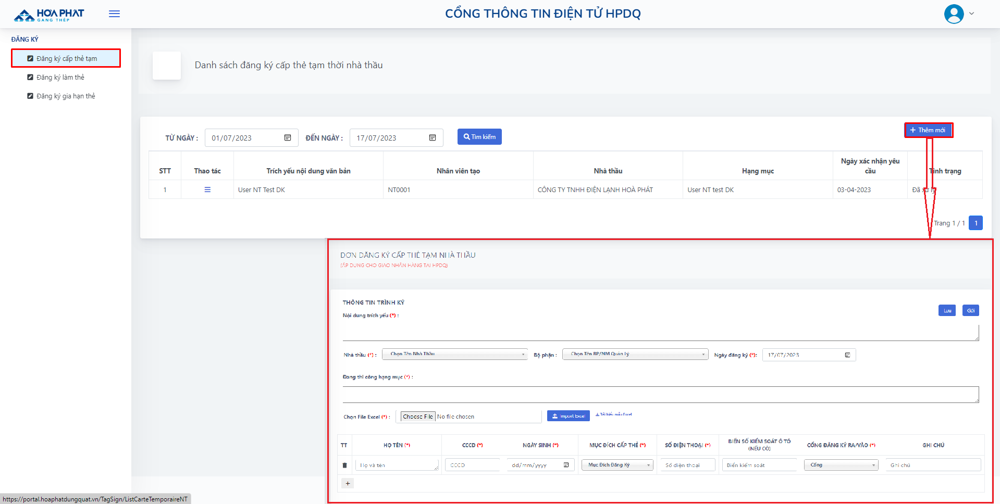 HOÀ PHÁT
GANG THÉP
CỔNG THÔNG TIN ĐIỆN TỬ HPDQ
ĐĂNG KÝ
Đăng ký cấp thẻ tạm
Đăng ký làm thẻ
Đăng ký gia hạn thẻ
Danh sách đăng ký cấp thẻ tạm thời nhà thầu
TỪ NGÀY : 01/07/2023 ĐẾN NGÀY : 17/07/2023 Tìm kiếm + Thêm mới
STT Thao tác Trích yếu nội dung văn bản Nhân viên tạo Nhà thầu Hạng mục Ngày xác nhận yêu cầu Tình trạng
1 User NT Test DK NT0001 CÔNG TY TNHH ĐIỆN LẠNH HOÀ PHÁT User NT test DK 03-04-2023 Đã xử lý
Trang 1 / 1 1
ĐƠN ĐĂNG KÝ CẤP THẺ TẠM NHÀ THẦU
(ÁP DỤNG CHO GIAO NHẬN HÀNG TẠI HPDQ)
THÔNG TIN TRÌNH KÝ
Nội dung trích yếu (*) :
Lưu Gửi
Nhà thầu (*) : Chọn Tên Nhà Thầu Bộ phận : Chọn Tên BP/NM Quản Lý Ngày đăng ký (*): 17/07/2023
Đang thi công hạng mục (*) :
Chọn File Excel (*) : Choose File No file chosen Import Excel Tải biểu mẫu Excel
TT HỌ TÊN (*) CCCD (*) NGÀY SINH (*) MỤC ĐÍCH CẤP THẺ (*) SỐ ĐIỆN THOẠI (*) BIỂN SỐ KIỂM SOÁT Ô TÔ (NẾU CÓ) CỔNG ĐĂNG KÝ RA/VÀO (*) GHI CHÚ
Họ và tên CCCD dd/mm/yyyy Mục Đích Đăng Ký Số điện thoại Biển kiểm soát Cổng Ghi chú
+
https://portal.hoaphatdungquat.vn/TagSign/ListCarteTemporaireNT